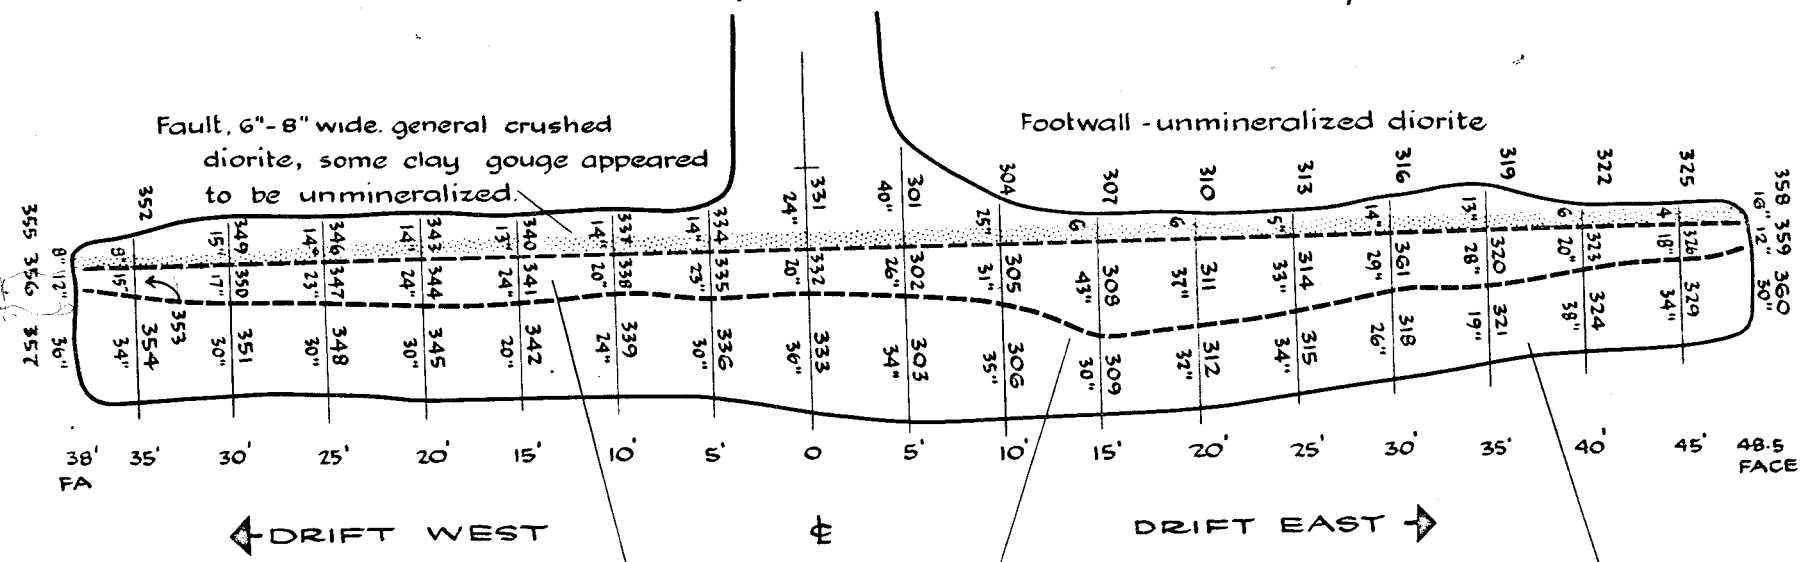 Fault, 6"-8" wide. general crushed
diorite, some clay gouge appeared
to be unmineralized.
Footwall - unmineralized diorite
355 8" 356 12" 357 36"
352 8" 15" 353 354 34"
349 15" 350 17" 351 30"
346 14" 347 23" 348 30"
343 14" 344 24" 345 30"
340 13" 341 24" 342 20"
337 14" 338 20" 339 24"
334 14" 335 23" 336 30"
331 24" 332 20" 333 36"
301 40" 302 26" 303 34"
304 25" 305 31" 306 35"
307 6 308 43" 309 30"
310 6 311 37" 312 32"
313 5" 314 33" 315 34"
316 14" 361 29" 318 26"
319 13" 320 28" 321 19"
322 6 323 20" 324 38"
325 4 326 18" 329 34"
358 16" 359 12" 360 30"
38' 35' 30' 25' 20' 15' 10' 5' 0 5' 10' 15' 20' 25' 30' 35' 40' 45' 48.5
FA FACE
DRIFT WEST ℄ DRIFT EAST